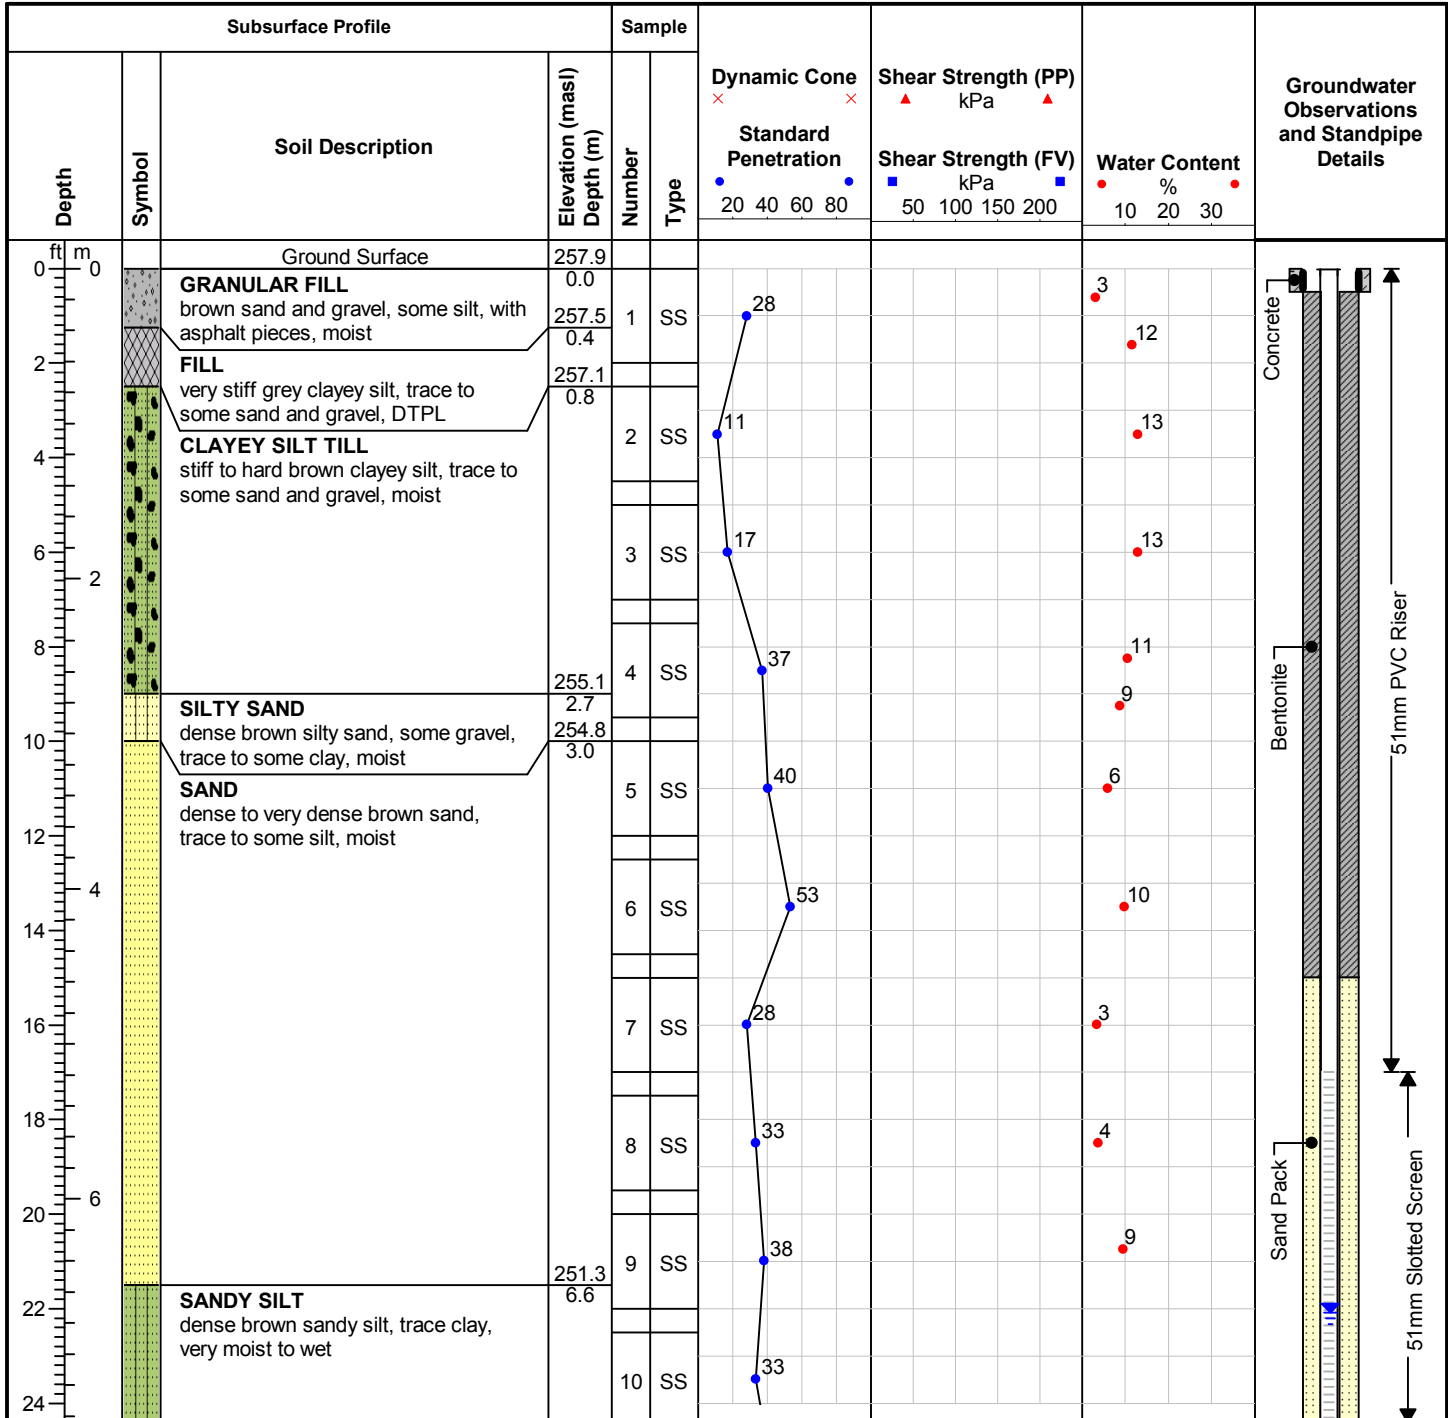 Subsurface Profile
Sample
Depth
Symbol
Soil Description
Elevation (masl)
Depth (m)
Number
Type
Dynamic Cone
Standard
Penetration
20 40 60 80
Shear Strength (PP)
kPa
Shear Strength (FV)
kPa
50 100 150 200
Water Content
%
10 20 30
Groundwater
Observations
and Standpipe
Details
ft m
Ground Surface
257.9
0 0
0.0
GRANULAR FILL
brown sand and gravel, some silt, with
asphalt pieces, moist
257.5
0.4
1 SS
28
3
12
Concrete
2
FILL
very stiff grey clayey silt, trace to
some sand and gravel, DTPL
257.1
0.8
2 SS
11
13
CLAYEY SILT TILL
stiff to hard brown clayey silt, trace to
some sand and gravel, moist
4
6
2
3 SS
17
13
8
4 SS
37
11
9
Bentonite
51mm PVC Riser
255.1
2.7
SILTY SAND
dense brown silty sand, some gravel,
trace to some clay, moist
254.8
3.0
10
SAND
dense to very dense brown sand,
trace to some silt, moist
5 SS
40
6
12
4
6 SS
53
10
14
16
7 SS
28
3
18
8 SS
33
4
Sand Pack
51mm Slotted Screen
6
20
9 SS
38
9
251.3
6.6
22
SANDY SILT
dense brown sandy silt, trace clay,
very moist to wet
10 SS
33
24